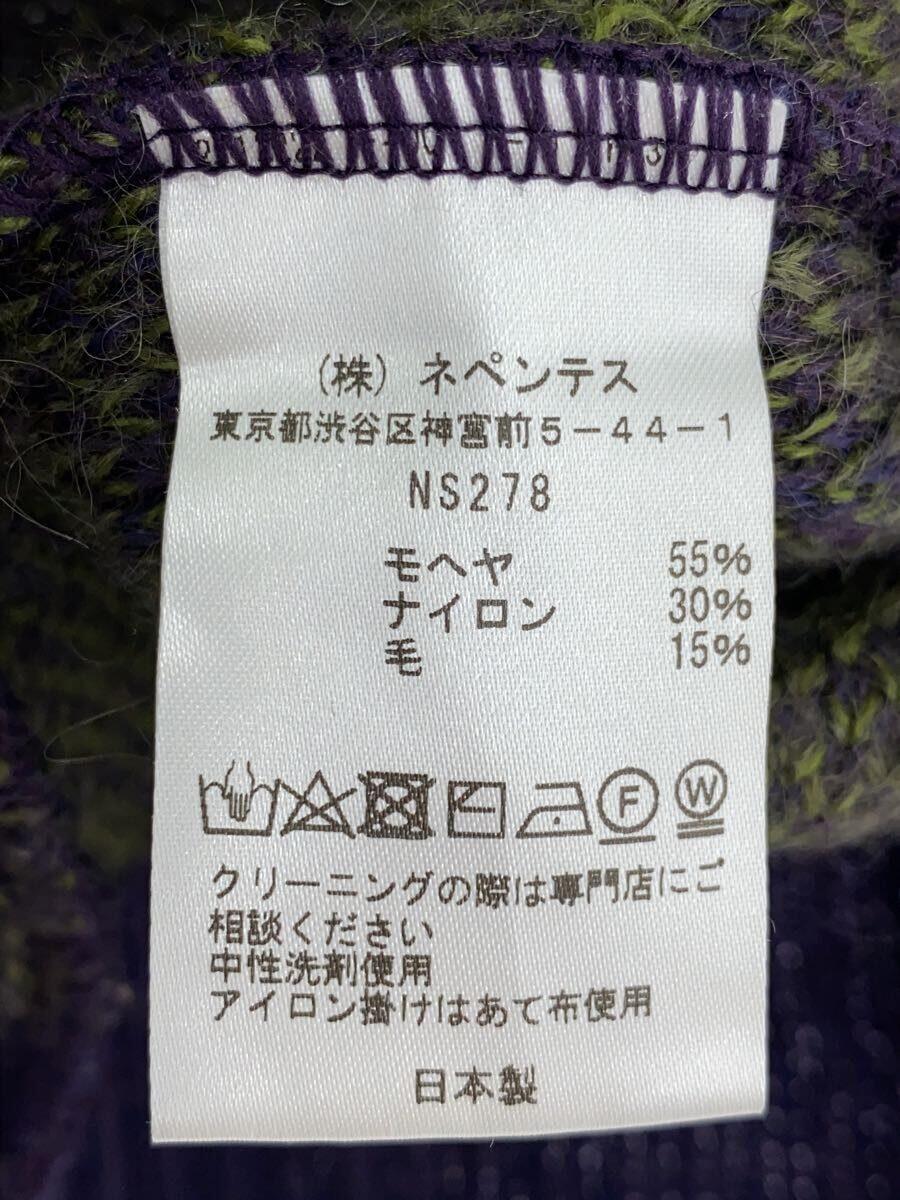 (株) ネペンテス
東京都渋谷区神宮前5-44-1
NS278
モヘヤ 55%
ナイロン 30%
毛 15%
F W
クリーニングの際は専門店にご
相談ください
中性洗剤使用
アイロン掛けはあて布使用
日本製